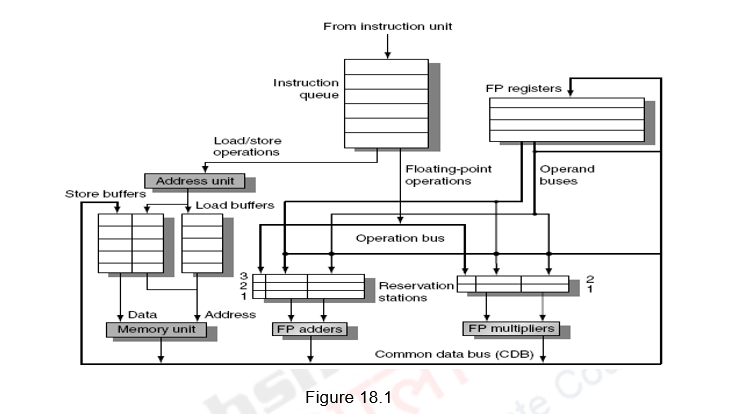 From instruction unit
Instruction
queue
FP registers
Load/store
operations
Address unit
Floating-point
operations
Operand
buses
Store buffers
Load buffers
Operation bus
3
2
1
Reservation
stations
2
1
Data
Address
Memory unit
FP adders
FP multipliers
Common data bus (CDB)
Figure 18.1